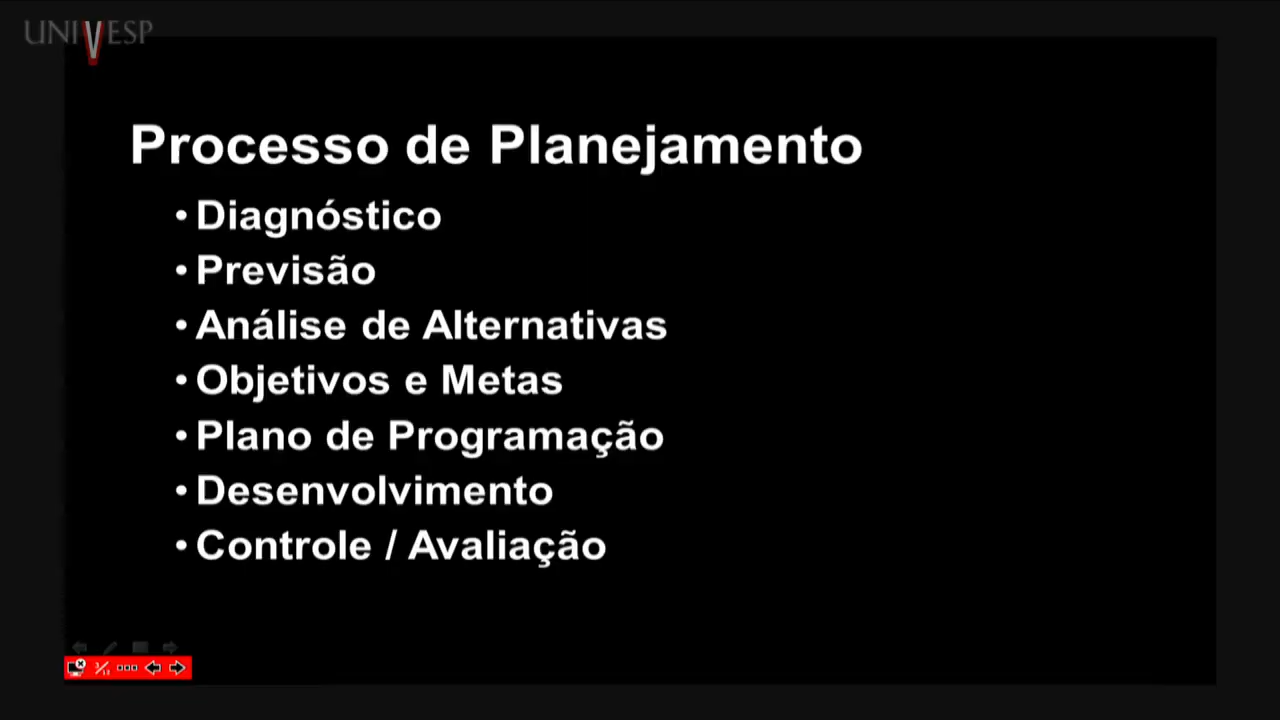 UNIVESP
Processo de Planejamento
• Diagnóstico
• Previsão
• Análise de Alternativas
• Objetivos e Metas
• Plano de Programação
• Desenvolvimento
• Controle / Avaliação